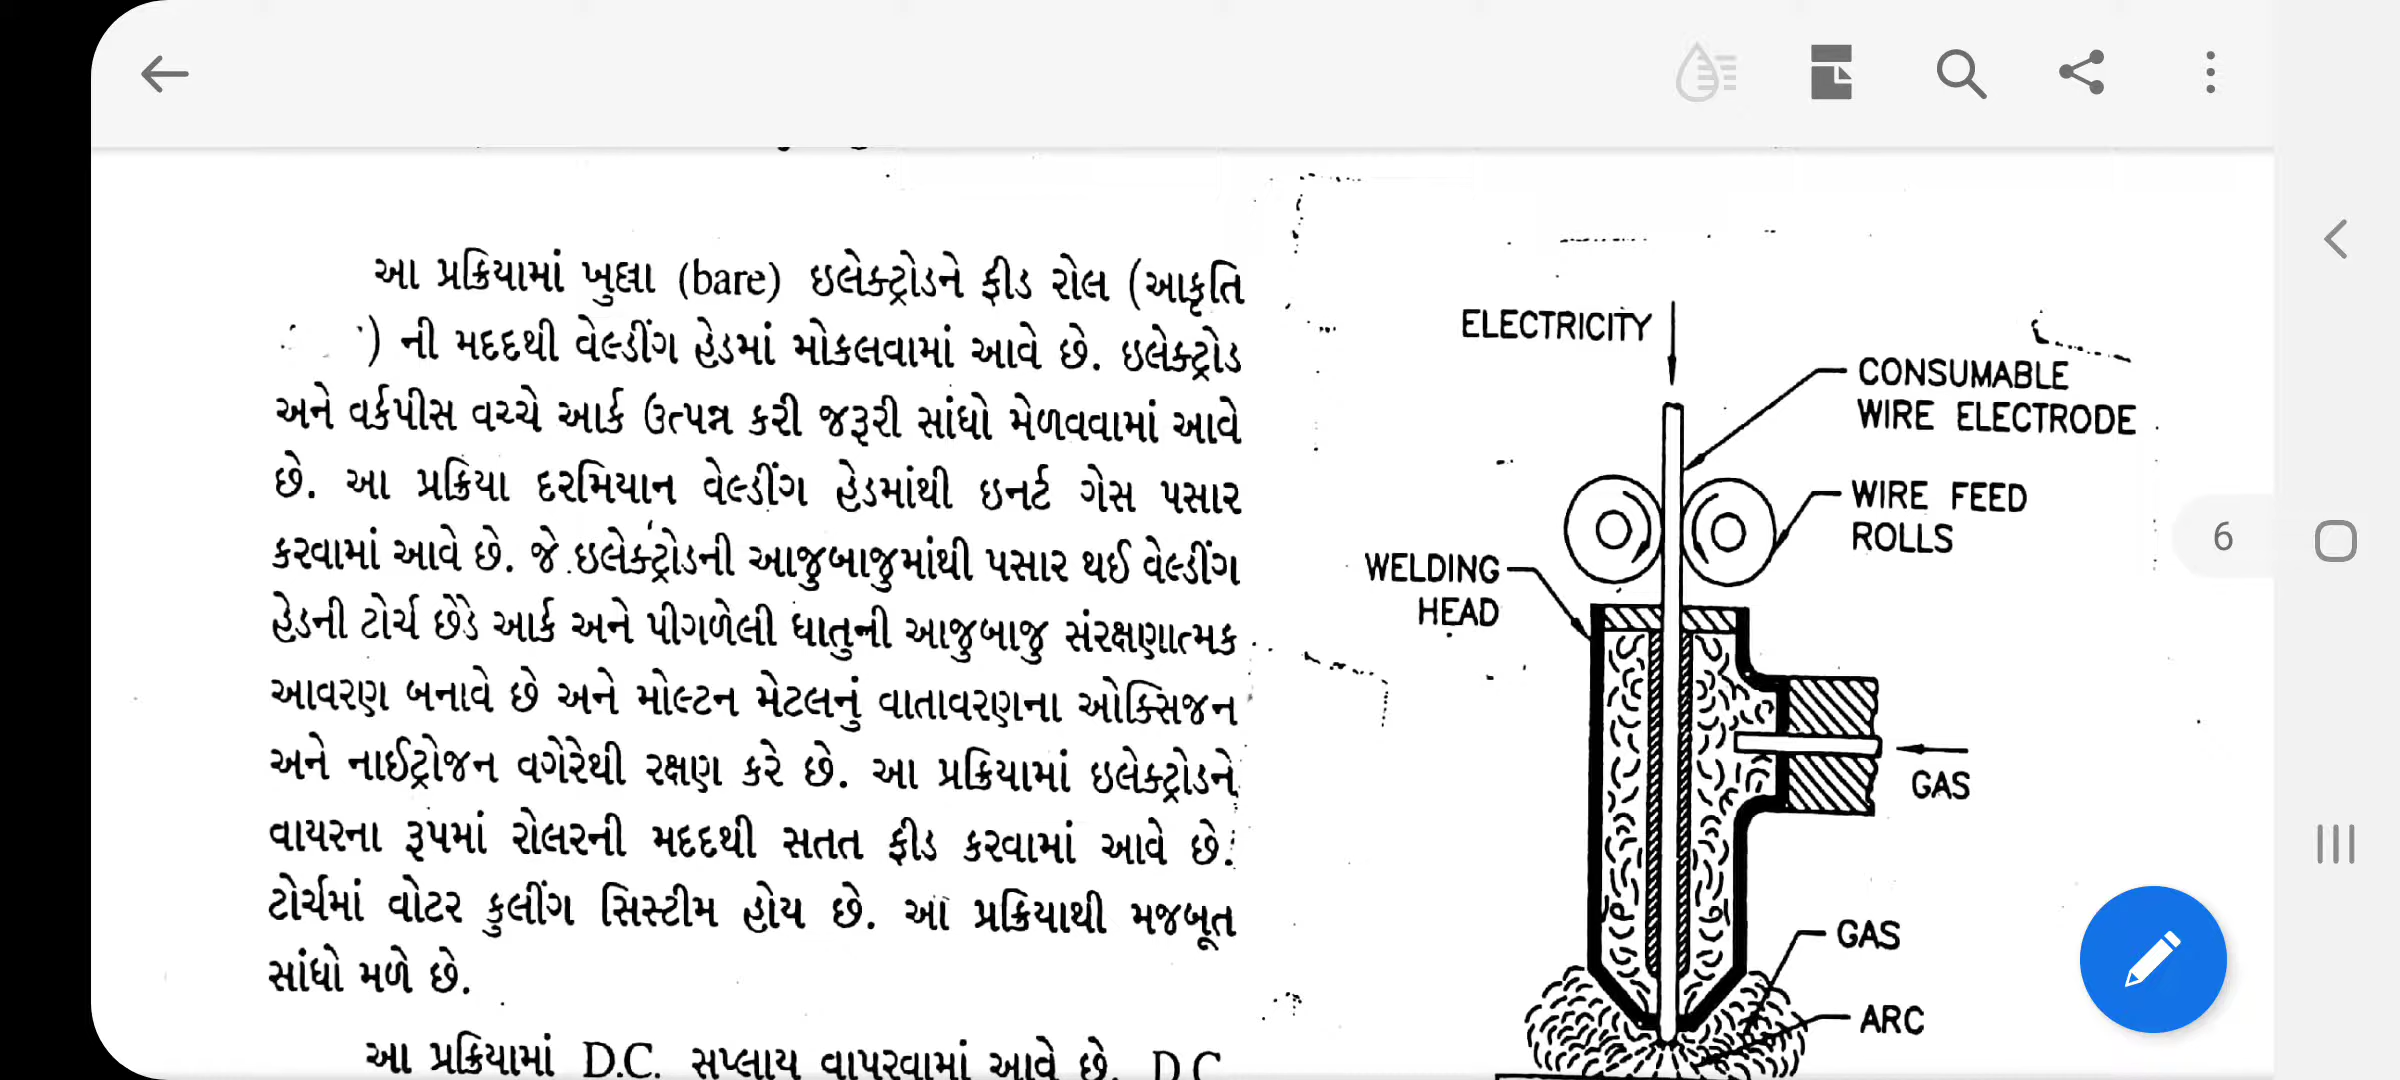 આ પ્રક્રિયામાં ખુલ્લા (bare) ઇલેક્ટ્રોડને ફીડ રોલ (આકૃતિ
) ની મદદથી વેલ્ડીંગ હેડમાં મોકલવામાં આવે છે. ઇલેક્ટ્રોડ
અને વર્કપીસ વચ્ચે આર્ક ઉત્પન્ન કરી જરૂરી સાંધો મેળવવામાં આવે
છે. આ પ્રક્રિયા દરમિયાન વેલ્ડીંગ હેડમાંથી ઇનર્ટ ગેસ પસાર
કરવામાં આવે છે. જે ઇલેક્ટ્રોડની આજુબાજુમાંથી પસાર થઈ વેલ્ડીંગ
હેડની ટોર્ચ છેડે આર્ક અને પીગળેલી ધાતુની આજુબાજુ સંરક્ષણાત્મક
આવરણ બનાવે છે અને મોલ્ટન મેટલનું વાતાવરણના ઓક્સિજન
અને નાઈટ્રોજન વગેરેથી રક્ષણ કરે છે. આ પ્રક્રિયામાં ઇલેક્ટ્રોડને
વાયરના રૂપમાં રોલરની મદદથી સતત ફીડ કરવામાં આવે છે.
ટોર્ચમાં વોટર કુલીંગ સિસ્ટીમ હોય છે. આ પ્રક્રિયાથી મજબૂત
સાંધો મળે છે.
આ પ્રક્રિયામાં D.C. સપ્લાય વાપરવામાં આવે છે. D.C.
ELECTRICITY
CONSUMABLE
WIRE ELECTRODE
WIRE FEED
ROLLS
WELDING
HEAD
GAS
GAS
ARC
6